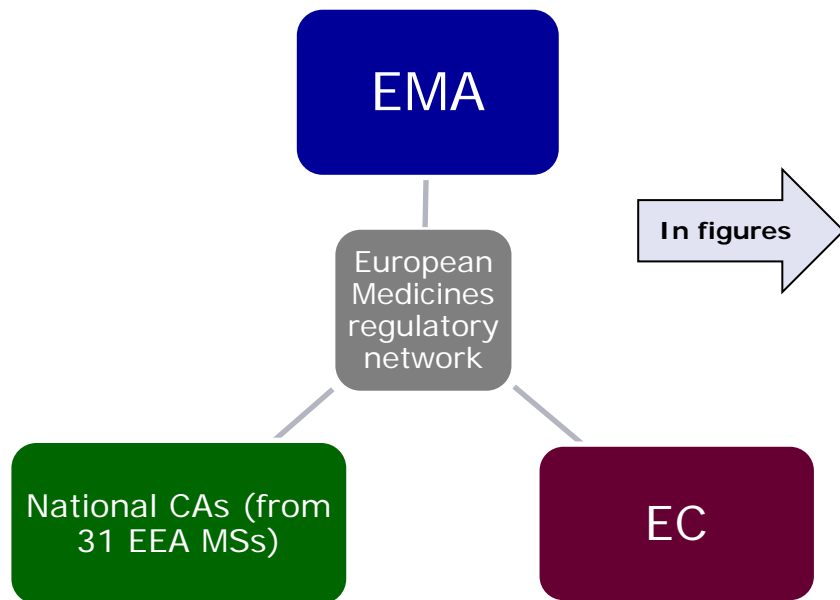 EMA
In figures
European
Medicines
regulatory
network
National CAs (from
31 EEA MSs)
EC